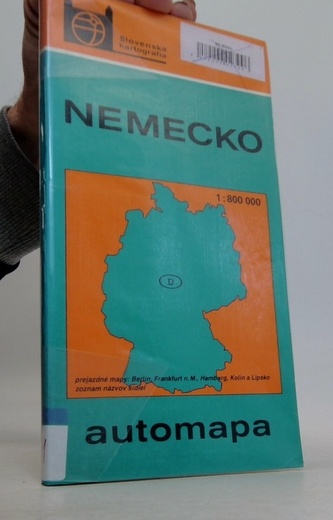 Slovenská
kartografia
NEMECKO
1:800 000
D
prejazdné mapy: Berlín, Frankfurt n.M., Hamburg, Kolín a Lipsko
zoznam názvov sídiel
automapa